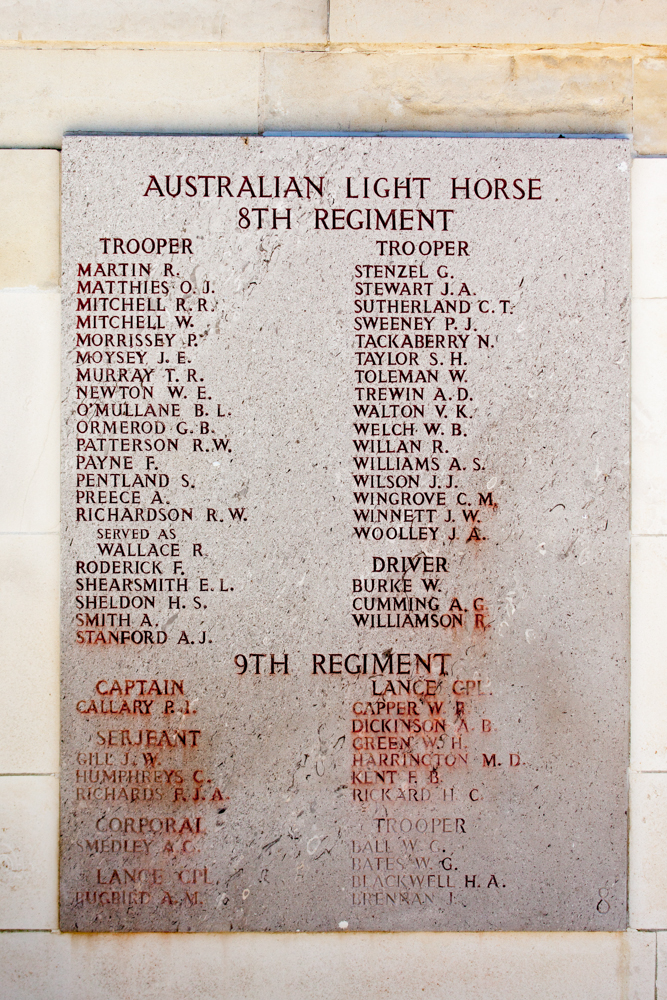 AUSTRALIAN LIGHT HORSE
8TH REGIMENT
TROOPER
MARTIN R.
MATTHIES O. J.
MITCHELL R. R.
MITCHELL W.
MORRISSEY P.
MOYSEY J. E.
MURRAY T. R.
NEWTON W. E.
O'MULLANE B. L.
ORMEROD G. B.
PATTERSON R. W.
PAYNE F.
PENTLAND S.
PREECE A.
RICHARDSON R. W.
SERVED AS
WALLACE R.
RODERICK F.
SHEARSMITH E. L.
SHELDON H. S.
SMITH A.
STANFORD A. J.
TROOPER
STENZEL G.
STEWART J. A.
SUTHERLAND C. T.
SWEENEY P. J.
TACKABERRY N.
TAYLOR S. H.
TOLEMAN W.
TREWIN A. D.
WALTON V. K.
WELCH W. B.
WILLAN R.
WILLIAMS A. S.
WILSON J. J.
WINGROVE C. M.
WINNETT J. W.
WOOLLEY J. A.
DRIVER
BURKE W.
CUMMING A. G.
WILLIAMSON R.
9TH REGIMENT
CAPTAIN
CALLARY P. I.
SERJEANT
GILL J. W.
HUMPHREYS C.
RICHARDS F. J. A.
CORPORAL
SMEDLEY A. C.
LANCE CPL.
BUGBIRD A. M.
LANCE CPL.
CAPPER W. R.
DICKINSON A. B.
GREEN W. H.
HARRINGTON M. D.
KENT F. B.
RICKARD H. C.
TROOPER
BALL W. G.
BATES W. G.
BLACKWELL H. A.
BRENNAN J.
8